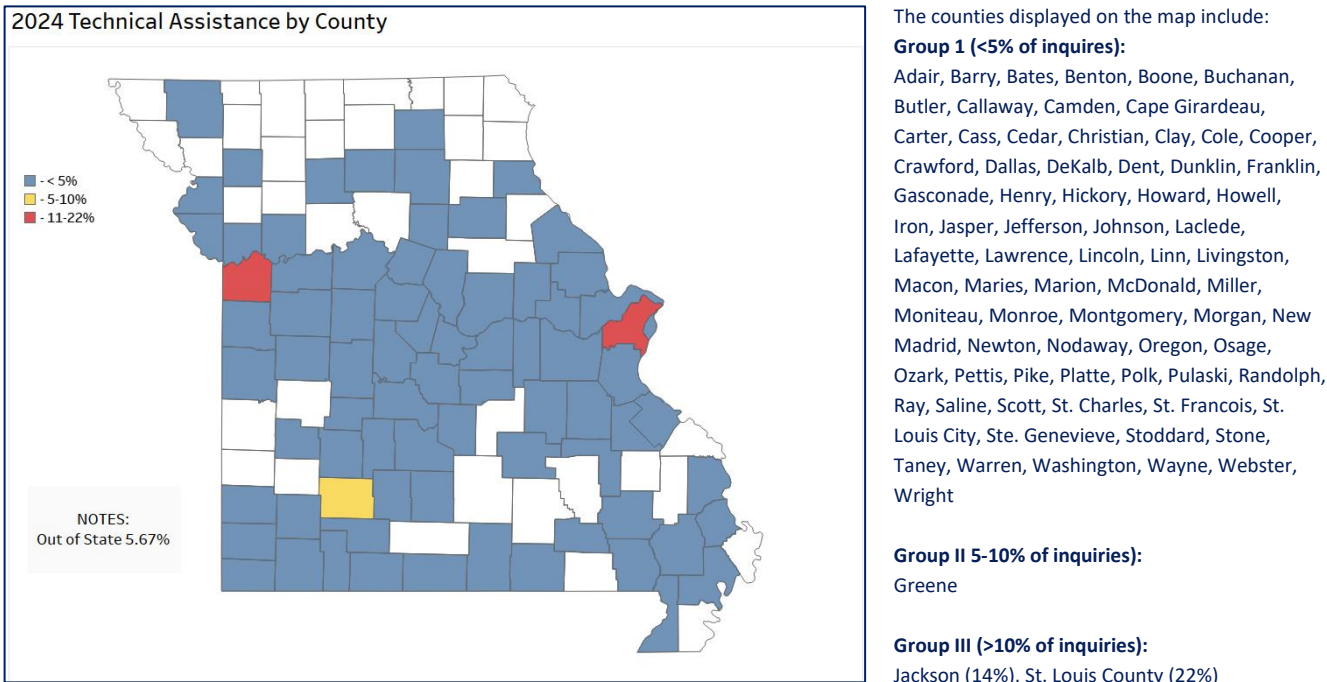 2024 Technical Assistance by County
- < 5%
- 5-10%
- 11-22%
NOTES:
Out of State 5.67%
The counties displayed on the map include:
Group 1 (<5% of inquires):
Adair, Barry, Bates, Benton, Boone, Buchanan,
Butler, Callaway, Camden, Cape Girardeau,
Carter, Cass, Cedar, Christian, Clay, Cole, Cooper,
Crawford, Dallas, DeKalb, Dent, Dunklin, Franklin,
Gasconade, Henry, Hickory, Howard, Howell,
Iron, Jasper, Jefferson, Johnson, Laclede,
Lafayette, Lawrence, Lincoln, Linn, Livingston,
Macon, Maries, Marion, McDonald, Miller,
Moniteau, Monroe, Montgomery, Morgan, New
Madrid, Newton, Nodaway, Oregon, Osage,
Ozark, Pettis, Pike, Platte, Polk, Pulaski, Randolph,
Ray, Saline, Scott, St. Charles, St. Francois, St.
Louis City, Ste. Genevieve, Stoddard, Stone,
Taney, Warren, Washington, Wayne, Webster,
Wright
Group II 5-10% of inquiries):
Greene
Group III (>10% of inquiries):
Jackson (14%), St. Louis County (22%)